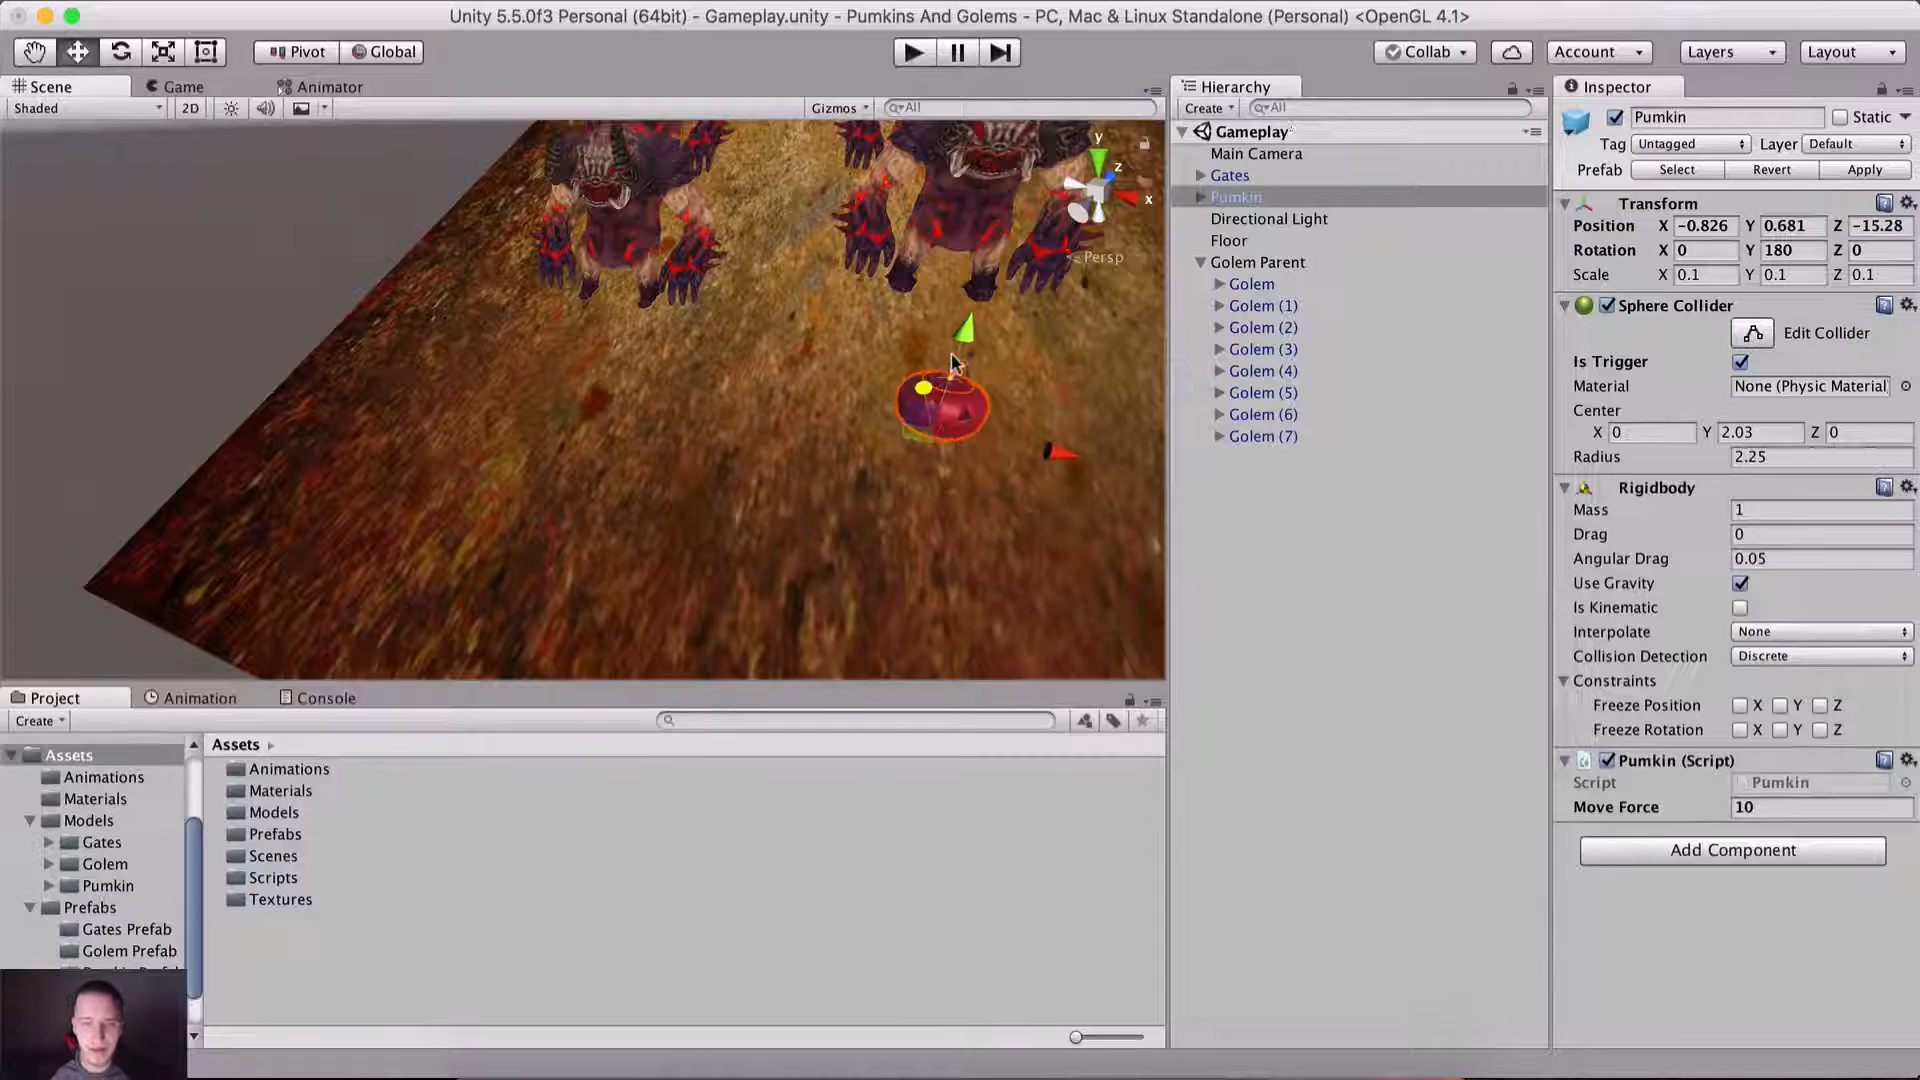 Unity 5.5.0f3 Personal (64bit) - Gameplay.unity - Pumkins And Golems - PC, Mac & Linux Standalone (Personal) <OpenGL 4.1>
Pivot Global Collab Account Layers Layout
Scene Game Animator
Shaded 2D Gizmos All
y
z
x
Persp
Hierarchy
Create All
Gameplay
Main Camera
Gates
Pumkin
Directional Light
Floor
Golem Parent
Golem
Golem (1)
Golem (2)
Golem (3)
Golem (4)
Golem (5)
Golem (6)
Golem (7)
Inspector
Pumkin Static
Tag Untagged Layer Default
Prefab Select Revert Apply
Transform
Position X -0.826 Y 0.681 Z -15.28
Rotation X 0 Y 180 Z 0
Scale X 0.1 Y 0.1 Z 0.1
Sphere Collider
Edit Collider
Is Trigger
Material None (Physic Material)
Center
X 0 Y 2.03 Z 0
Radius 2.25
Rigidbody
Mass 1
Drag 0
Angular Drag 0.05
Use Gravity
Is Kinematic
Interpolate None
Collision Detection Discrete
Constraints
Freeze Position X Y Z
Freeze Rotation X Y Z
Pumkin (Script)
Script Pumkin
Move Force 10
Add Component
Project Animation Console
Create
Assets
Animations
Materials
Models
Gates
Golem
Pumkin
Prefabs
Gates Prefab
Golem Prefab
Assets
Animations
Materials
Models
Prefabs
Scenes
Scripts
Textures